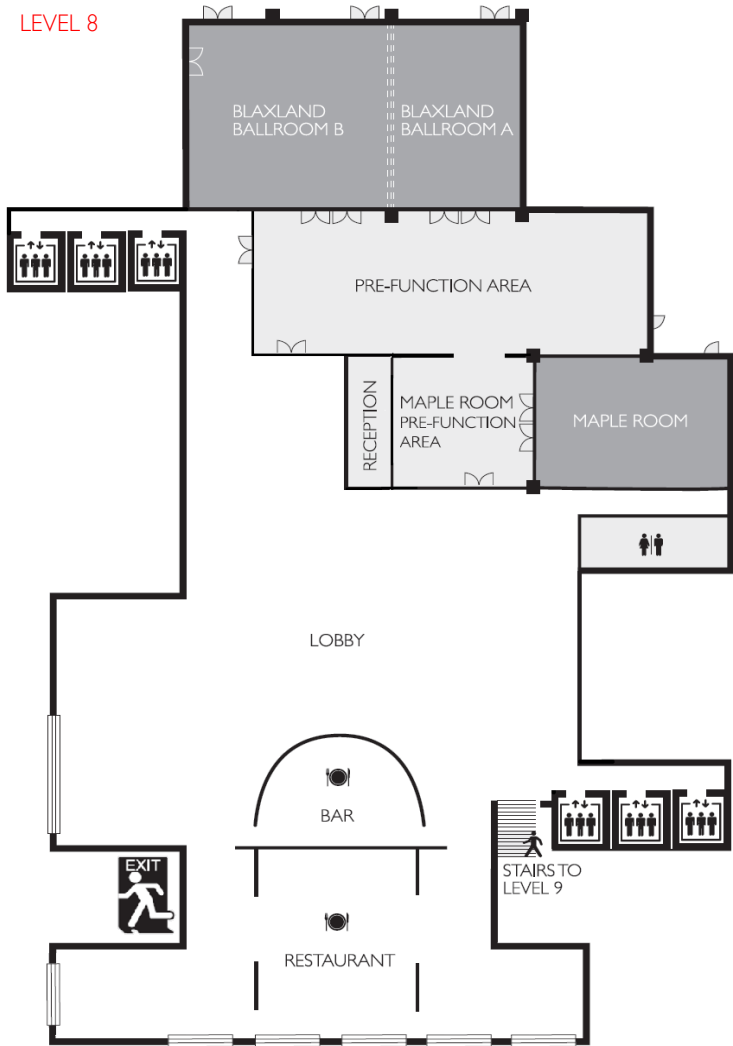 LEVEL 8
BLAXLAND
BALLROOM B
BLAXLAND
BALLROOM A
PRE-FUNCTION AREA
RECEPTION
MAPLE ROOM
PRE-FUNCTION
AREA
MAPLE ROOM
LOBBY
BAR
EXIT
STAIRS TO
LEVEL 9
RESTAURANT